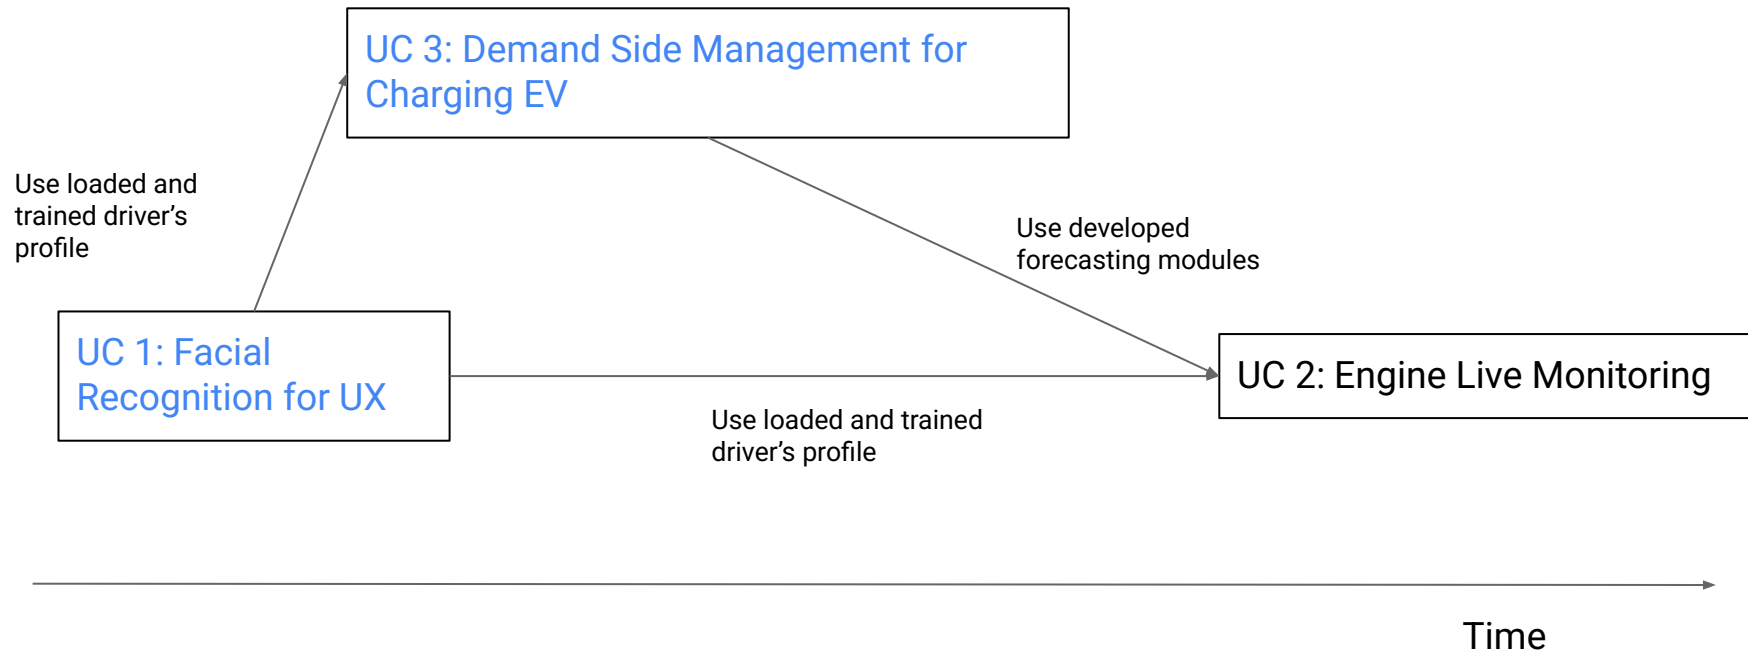 UC 3: Demand Side Management for
Charging EV
Use loaded and
trained driver’s
profile
Use developed
forecasting modules
UC 1: Facial
Recognition for UX
UC 2: Engine Live Monitoring
Use loaded and trained
driver’s profile
Time